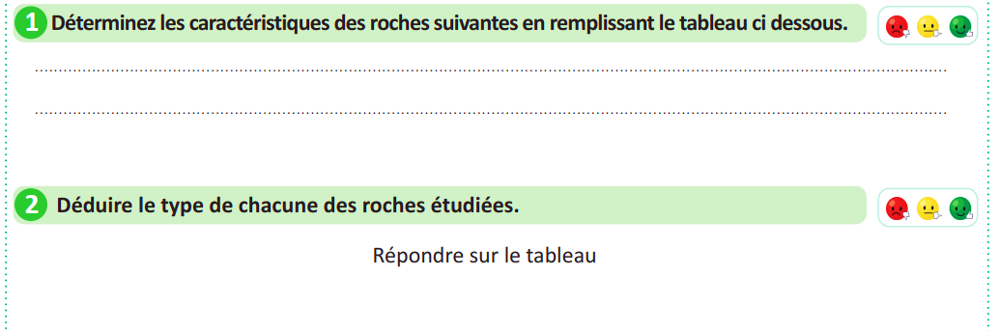 1 Déterminez les caractéristiques des roches suivantes en remplissant le tableau ci dessous.
2 Déduire le type de chacune des roches étudiées.
Répondre sur le tableau